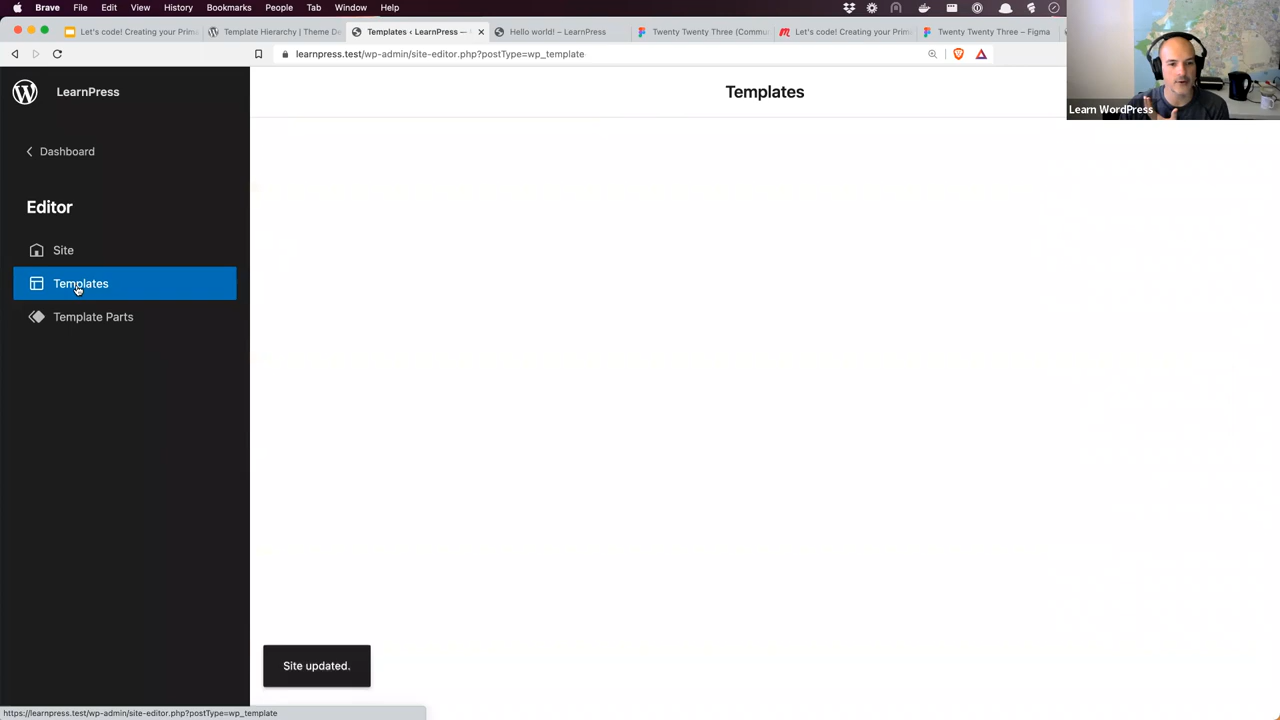 Brave File Edit View History Bookmarks People Tab Window Help
Let's code! Creating your Prim
Template Hierarchy | Theme De
Templates ‹ LearnPress —
Hello world! – LearnPress
Twenty Twenty Three (Commu
Let's code! Creating your Prim
Twenty Twenty Three – Figma
learnpress.test/wp-admin/site-editor.php?postType=wp_template
LearnPress
Templates
Learn WordPress
Dashboard
Editor
Site
Templates
Template Parts
Site updated.
https://learnpress.test/wp-admin/site-editor.php?postType=wp_template